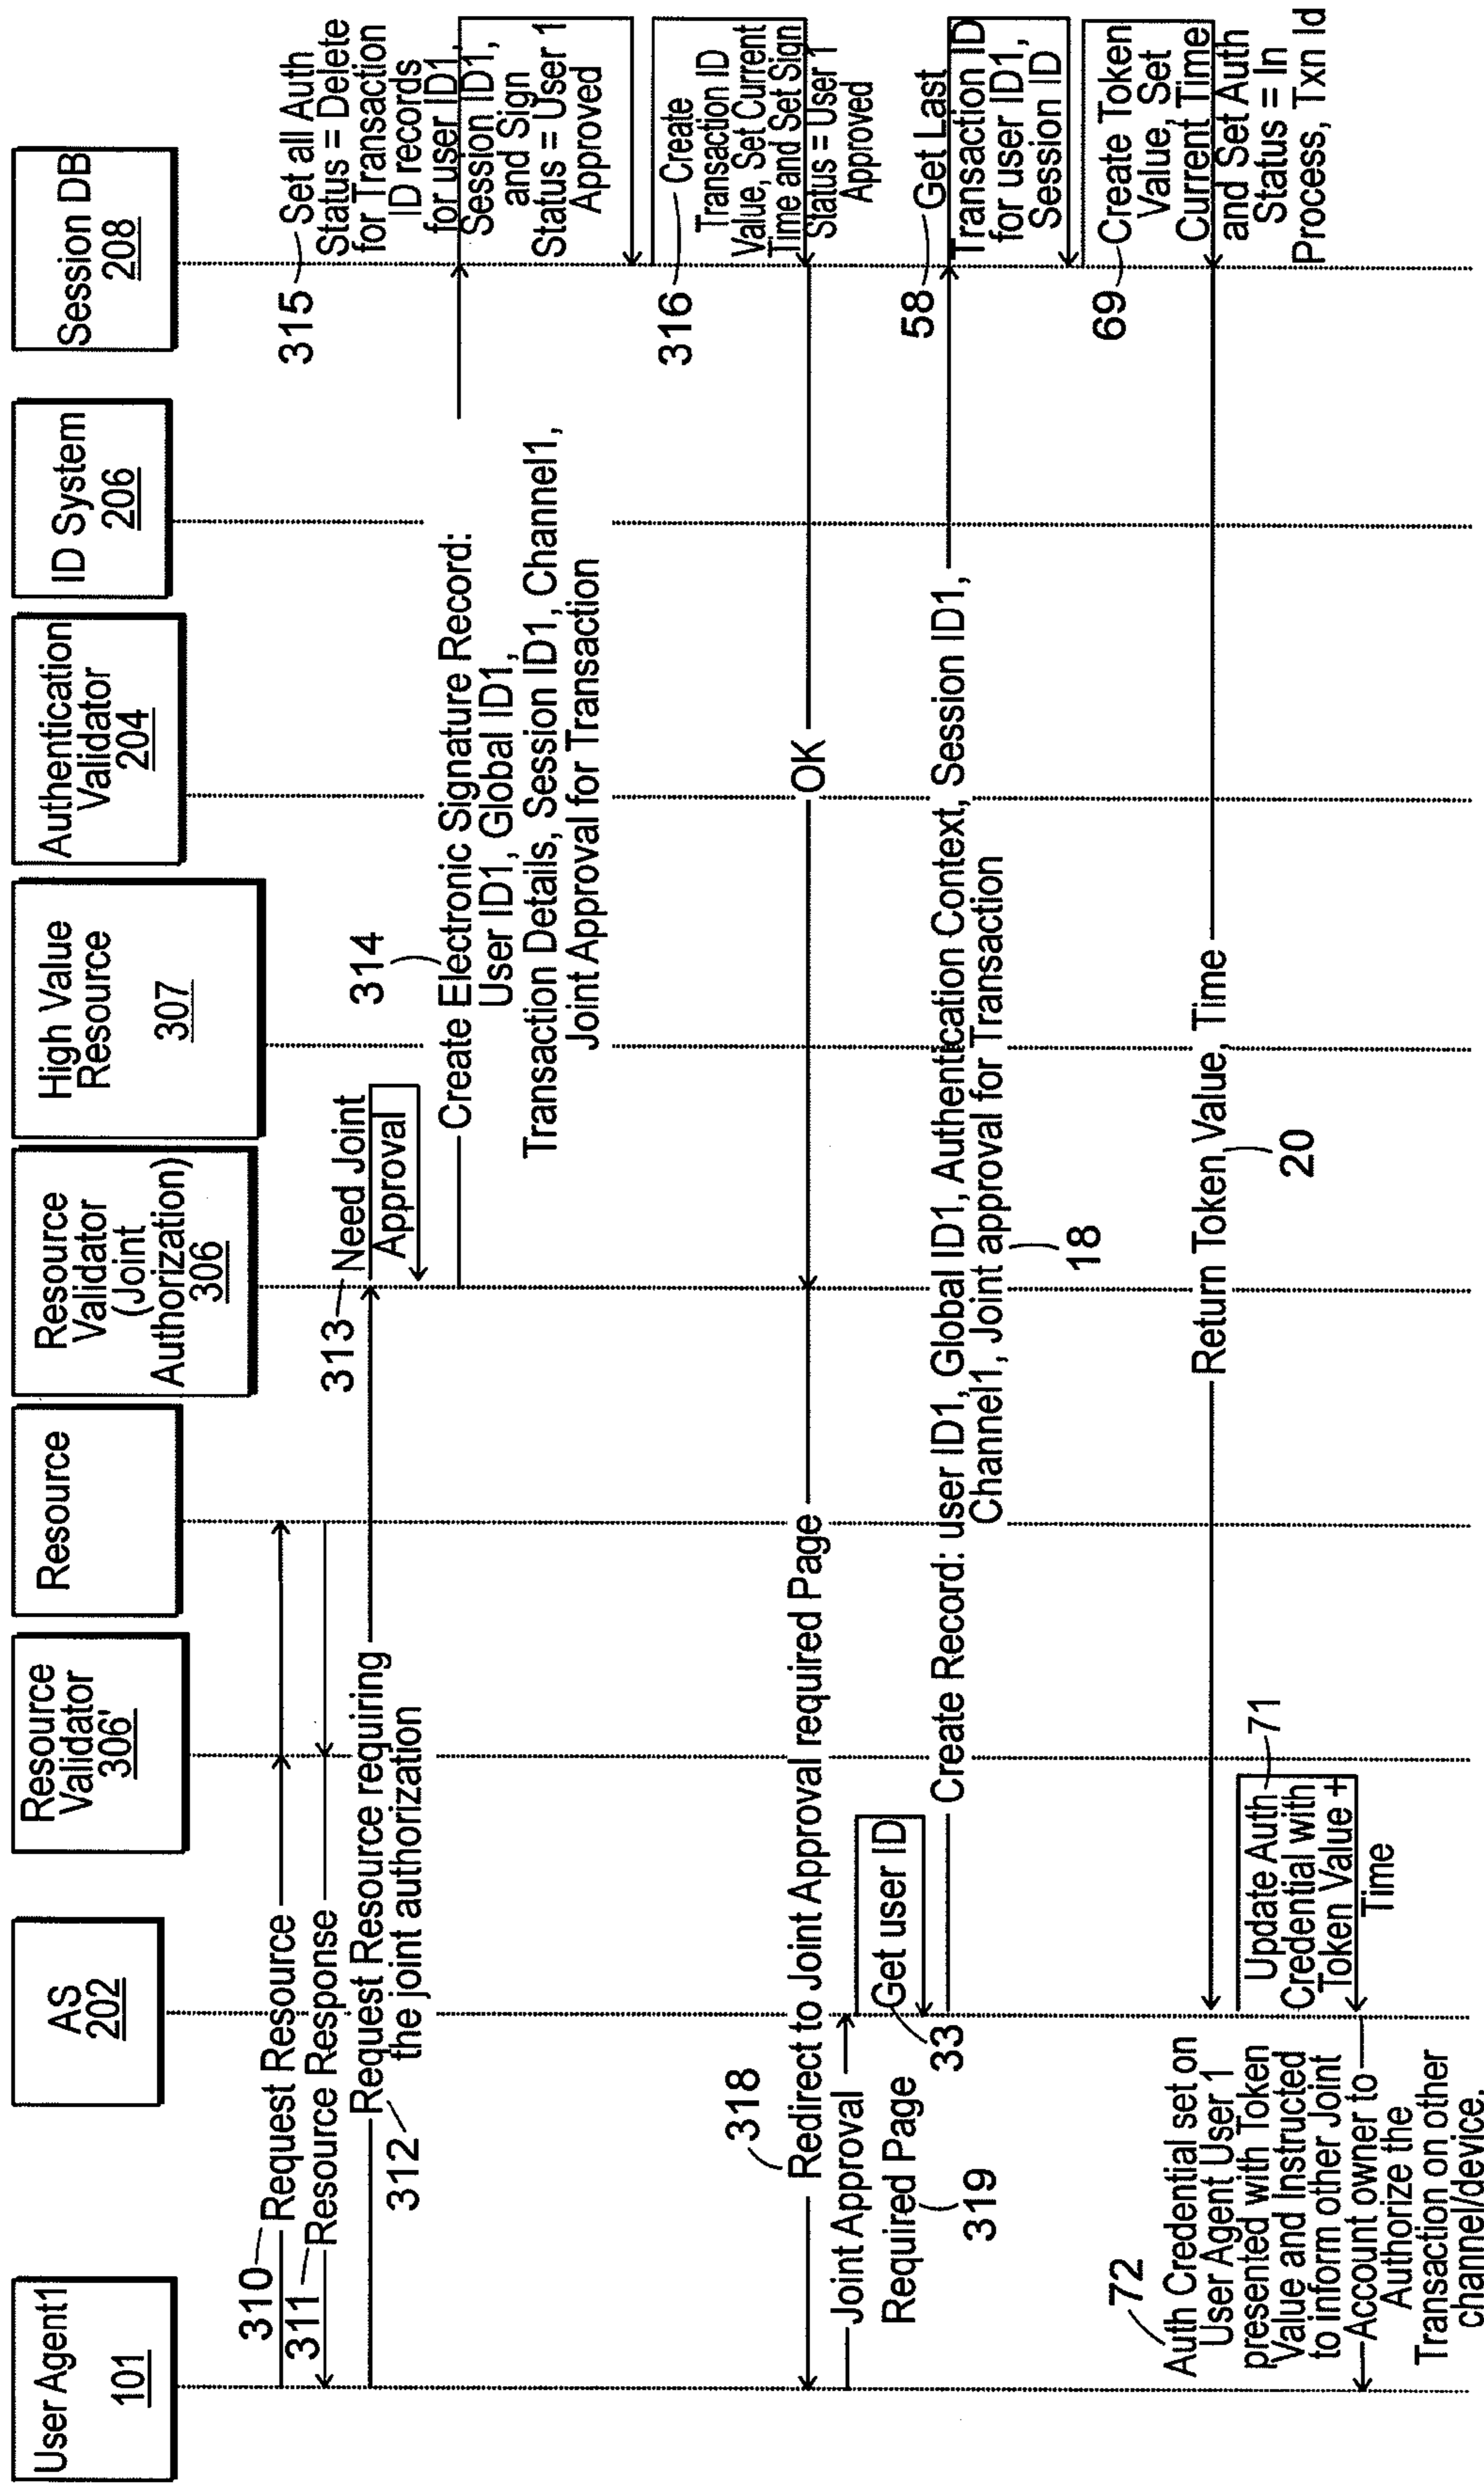 User Agent1
101
AS
202
Resource
Validator
306'
Resource
Resource
Validator
(Joint
Authorization)
306
High Value
Resource
307
Authentication
Validator
204
ID System
206
Session DB
208
310
Request Resource
311
Resource Response
Request Resource requiring
the joint authorization
312
313
Need Joint
Approval
314
Create Electronic Signature Record:
User ID1, Global ID1,
Transaction Details, Session ID1, Channel1,
Joint Approval for Transaction
315
Set all Auth
Status = Delete
for Transaction
ID records
for user ID1,
Session ID1,
and Sign
Status = User 1
Approved
316
Create
Transaction ID
Value, Set Current
Time and Set Sign
Status = User 1
Approved
OK
318
Redirect to Joint Approval required Page
Joint Approval
Required Page
319
Get user ID
33
Create Record: user ID1, Global ID1, Authentication Context, Session ID1,
Channel1, Joint approval for Transaction
18
58
Get Last
Transaction ID
for user ID1,
Session ID
69
Create Token
Value, Set
Current Time
and Set Auth
Status = In
Process, Txn Id
Return Token Value, Time
20
Update Auth
Credential with
Token Value +
Time
71
72
Auth Credential set on
User Agent User 1
presented with Token
Value and Instructed
to inform other Joint
Account owner to
Authorize the
Transaction on other
channel/device.